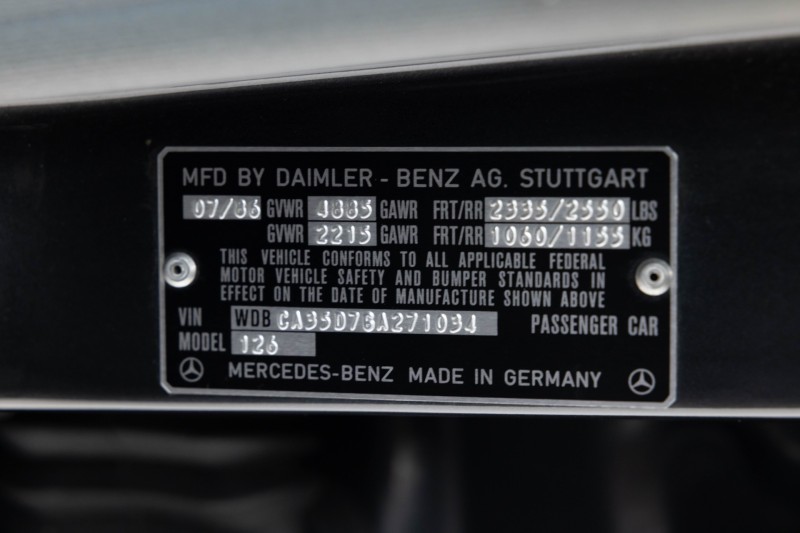 MFD BY DAIMLER - BENZ AG. STUTTGART
07/86 GVWR 4885 GAWR FRT/RR 2335/2550 LBS
GVWR 2215 GAWR FRT/RR 1060/1155 KG
THIS VEHICLE CONFORMS TO ALL APPLICABLE FEDERAL
MOTOR VEHICLE SAFETY AND BUMPER STANDARDS IN
EFFECT ON THE DATE OF MANUFACTURE SHOWN ABOVE
VIN WDB CA35D7GA271034 PASSENGER CAR
MODEL 126
MERCEDES-BENZ MADE IN GERMANY